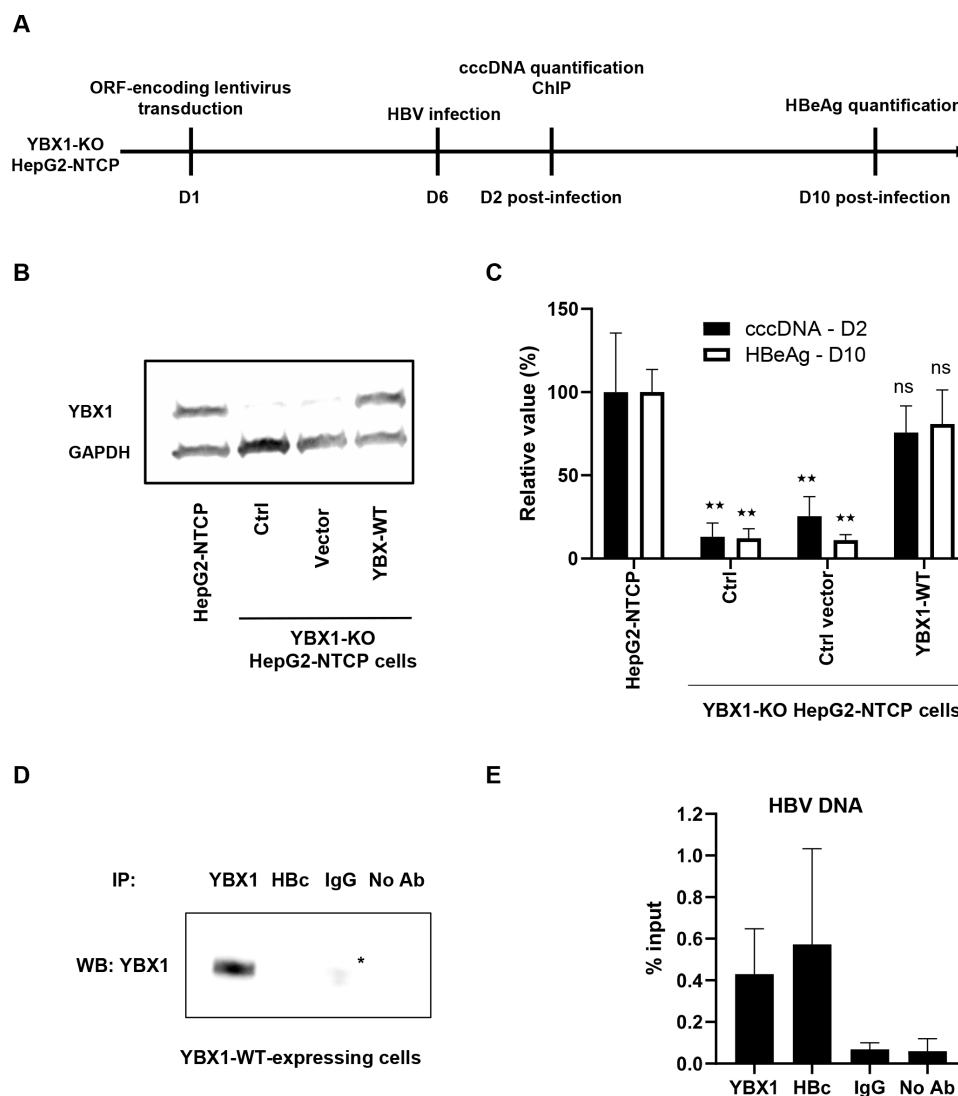 A
ORF-encoding lentivirus
transduction
HBV infection
cccDNA quantification
ChIP
HBeAg quantification
YBX1-KO
HepG2-NTCP
D1
D6
D2 post-infection
D10 post-infection
B
YBX1
GAPDH
HepG2-NTCP
Ctrl
Vector
YBX-WT
YBX1-KO
HepG2-NTCP cells
C
Relative value (%)
150
100
50
0
cccDNA - D2
HBeAg - D10
★★
★★
★★
★★
ns
ns
HepG2-NTCP
Ctrl
Ctrl vector
YBX1-WT
YBX1-KO HepG2-NTCP cells
D
IP:
YBX1 HBc IgG No Ab
WB: YBX1
*
YBX1-WT-expressing cells
E
HBV DNA
% input
1.2
1.0
0.8
0.6
0.4
0.2
0.0
YBX1 HBc IgG No Ab